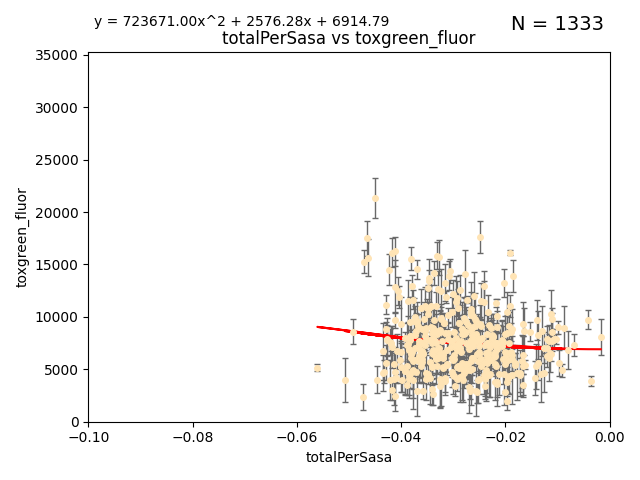 y = 723671.00x^2 + 2576.28x + 6914.79
N = 1333
totalPerSasa vs toxgreen_fluor
35000
30000
25000
20000
15000
10000
5000
0
toxgreen_fluor
−0.10 −0.08 −0.06 −0.04 −0.02 0.00
totalPerSasa